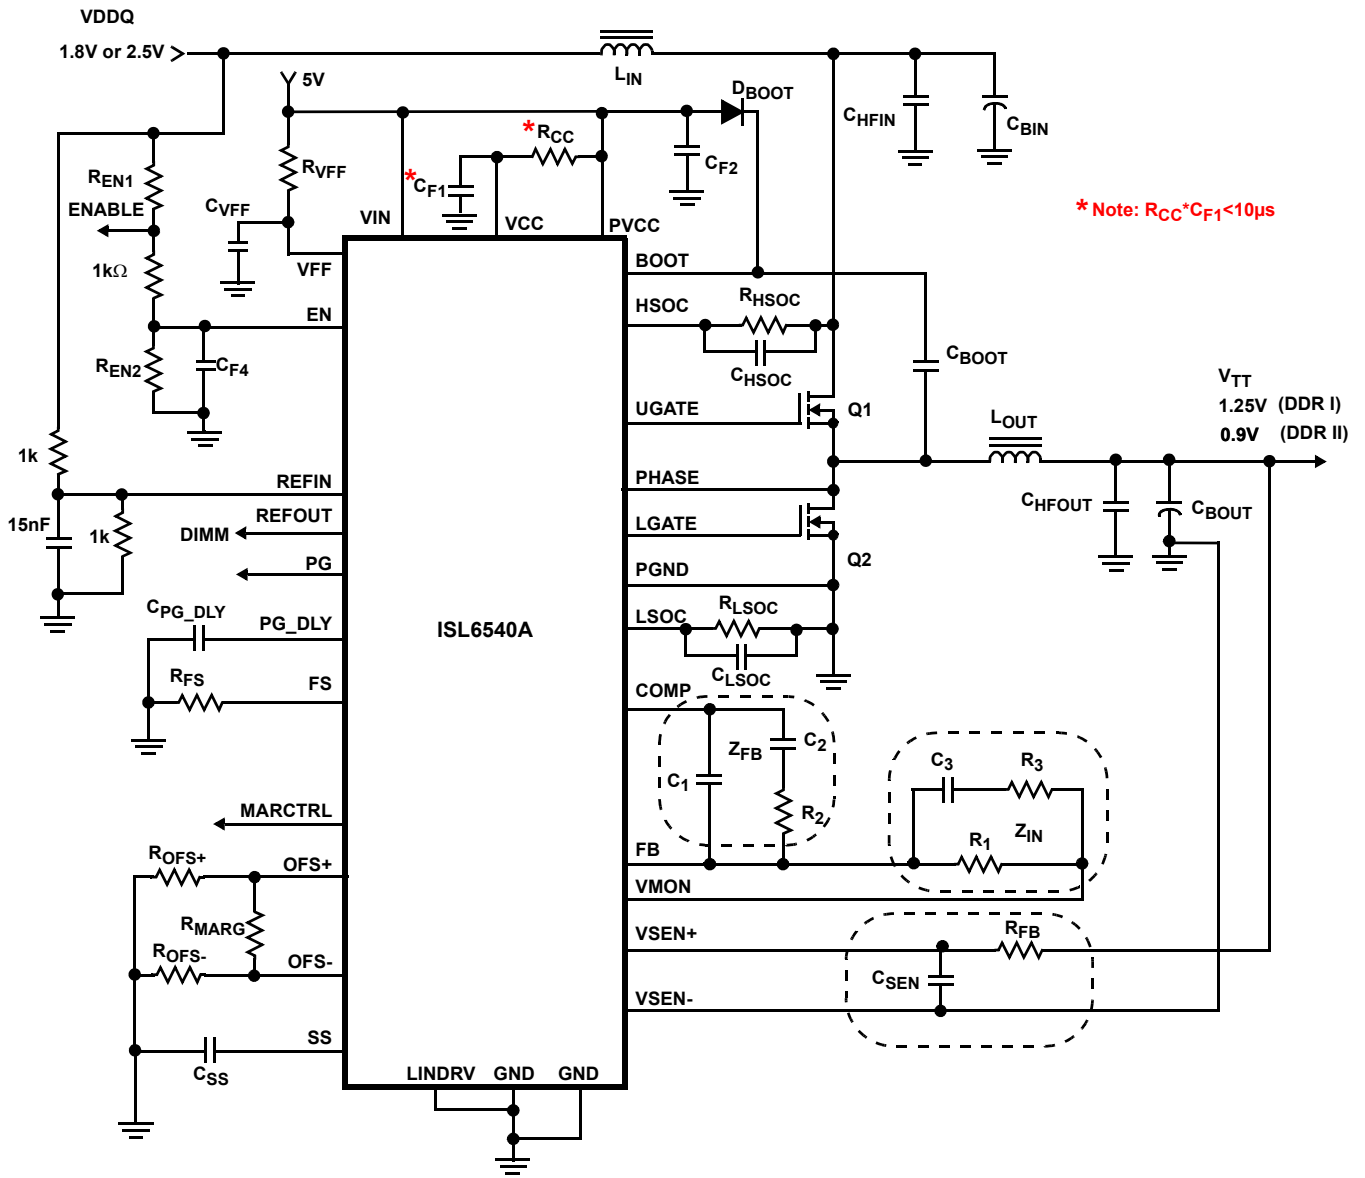 VDDQ
1.8V or 2.5V
LIN
5V
DBOOT
CHFIN
CBIN
*RCC
RVFF
*CF1
CF2
REN1
ENABLE
CVFF
VIN
VCC
PVCC
* Note: RCC*CF1<10µs
1kΩ
VFF
BOOT
HSOC
RHSOC
CHSOC
EN
REN2
CF4
CBOOT
UGATE
Q1
VTT
1.25V (DDR I)
0.9V (DDR II)
LOUT
1k
REFIN
PHASE
15nF
1k
REFOUT
DIMM
LGATE
CHFOUT
CBOUT
PG
Q2
PGND
CPG_DLY
PG_DLY
ISL6540A
LSOC
RLSOC
CLSOC
RFS
FS
COMP
C1
ZFB
C2
R2
C3
R3
ZIN
R1
MARCTRL
FB
ROFS+
OFS+
VMON
RMARG
VSEN+
RFB
ROFS-
OFS-
CSEN
VSEN-
SS
CSS
LINDRV
GND
GND